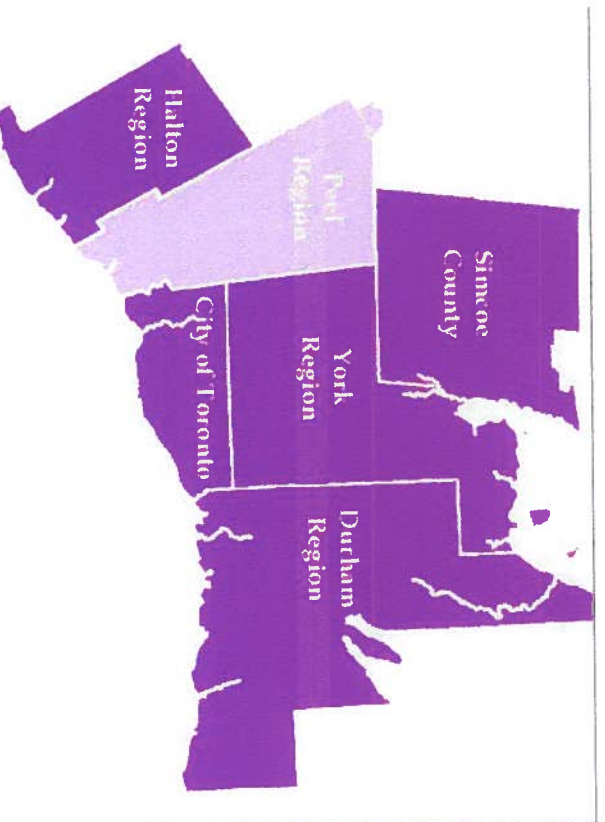 Simcoe
County
Peel
Region
York
Region
Durham
Region
Halton
Region
City of Toronto